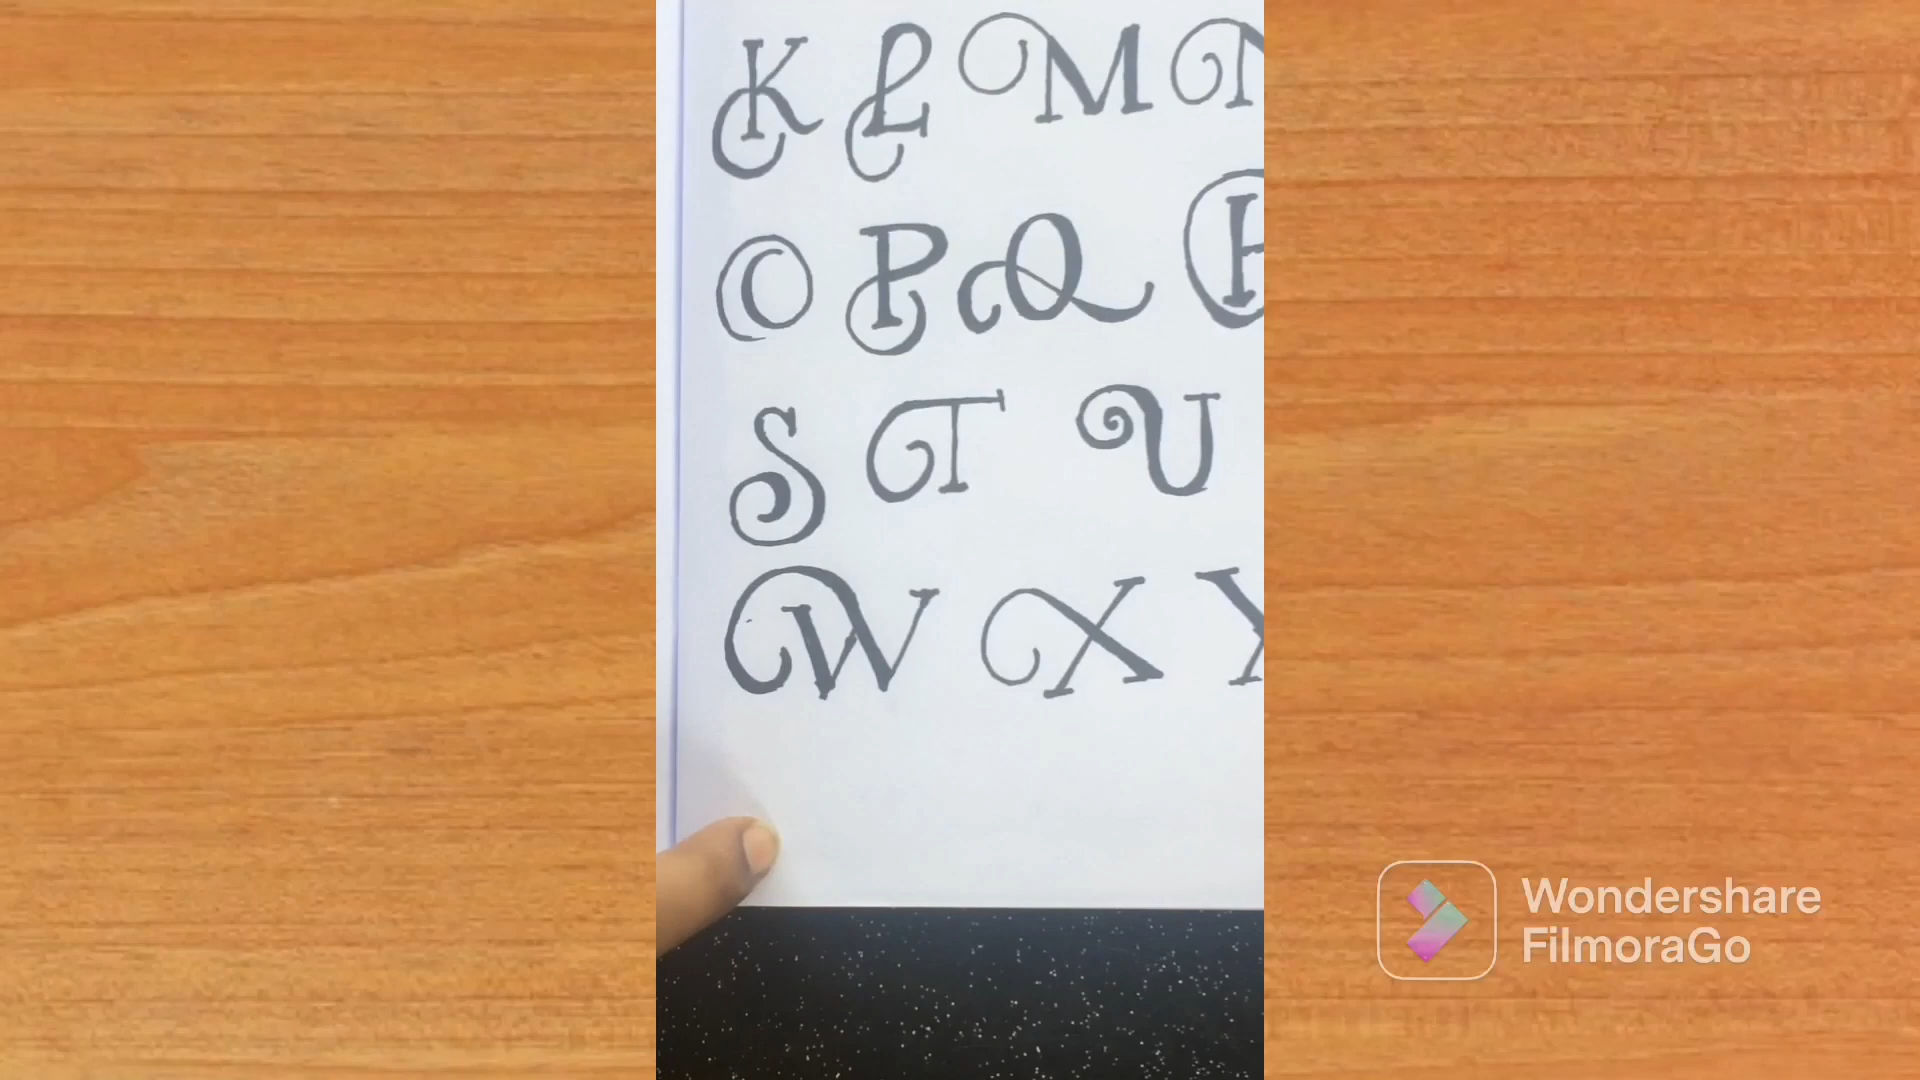 K L M N
O P Q R
S T U
W X Y
Wondershare
FilmoraGo